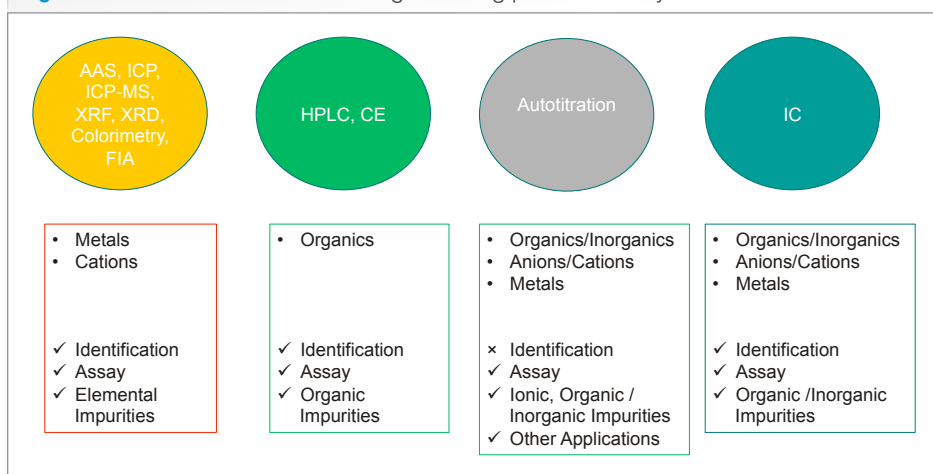 AAS, ICP,
ICP-MS,
XRF, XRD,
Colorimetry,
FIA
HPLC, CE
Autotitration
IC
• Metals
• Cations
✓ Identification
✓ Assay
✓ Elemental
Impurities
• Organics
✓ Identification
✓ Assay
✓ Organic
Impurities
• Organics/Inorganics
• Anions/Cations
• Metals
× Identification
✓ Assay
✓ Ionic, Organic /
Inorganic Impurities
✓ Other Applications
• Organics/Inorganics
• Anions/Cations
• Metals
✓ Identification
✓ Assay
✓ Organic /Inorganic
Impurities